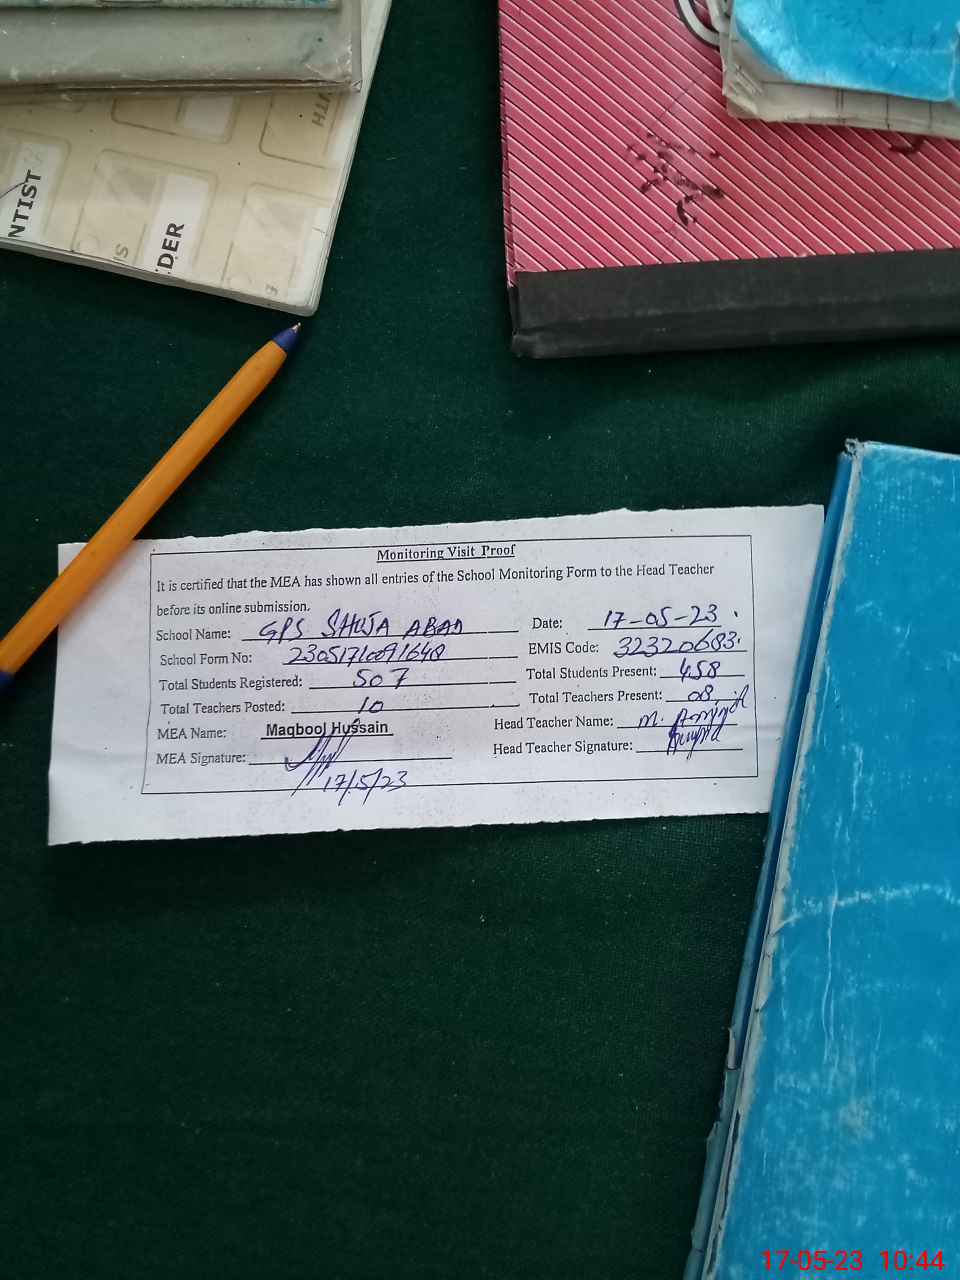 NTIST
DER
TH
SI
Monitoring Visit Proof
It is certified that the MEA has shown all entries of the School Monitoring Form to the Head Teacher
before its online submission.
School Name: GPS SHUJA ABAD Date: 17-05-23
School Form No: 23051710091648 EMIS Code: 32320683
Total Students Registered: 507 Total Students Present: 458
Total Teachers Posted: 10 Total Teachers Present: 08
MEA Name: Maqbool Hussain Head Teacher Name: M.
MEA Signature: Head Teacher Signature:
17/5/23
17-05-23 10:44